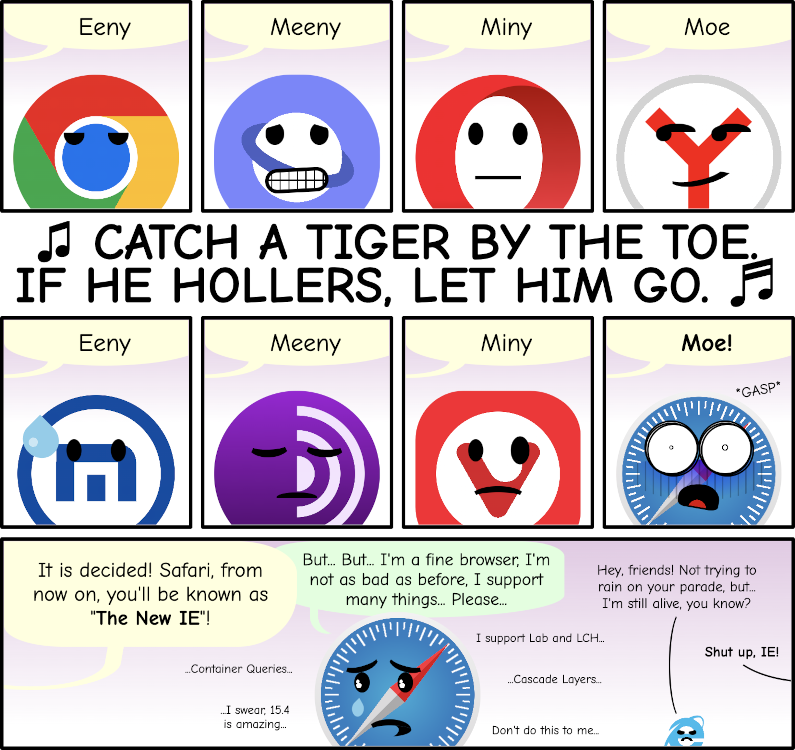 Eeny
Meeny
Miny
Moe
♫ CATCH A TIGER BY THE TOE.
IF HE HOLLERS, LET HIM GO. ♫
Eeny
Meeny
Miny
Moe!
*GASP*
It is decided! Safari, from
now on, you'll be known as
"The New IE"!
But... But... I'm a fine browser, I'm
not as bad as before, I support
many things... Please...
...Container Queries...
...I swear, 15.4
is amazing...
I support Lab and LCH...
...Cascade Layers...
Don't do this to me...
Hey, friends! Not trying to
rain on your parade, but...
I'm still alive, you know?
Shut up, IE!